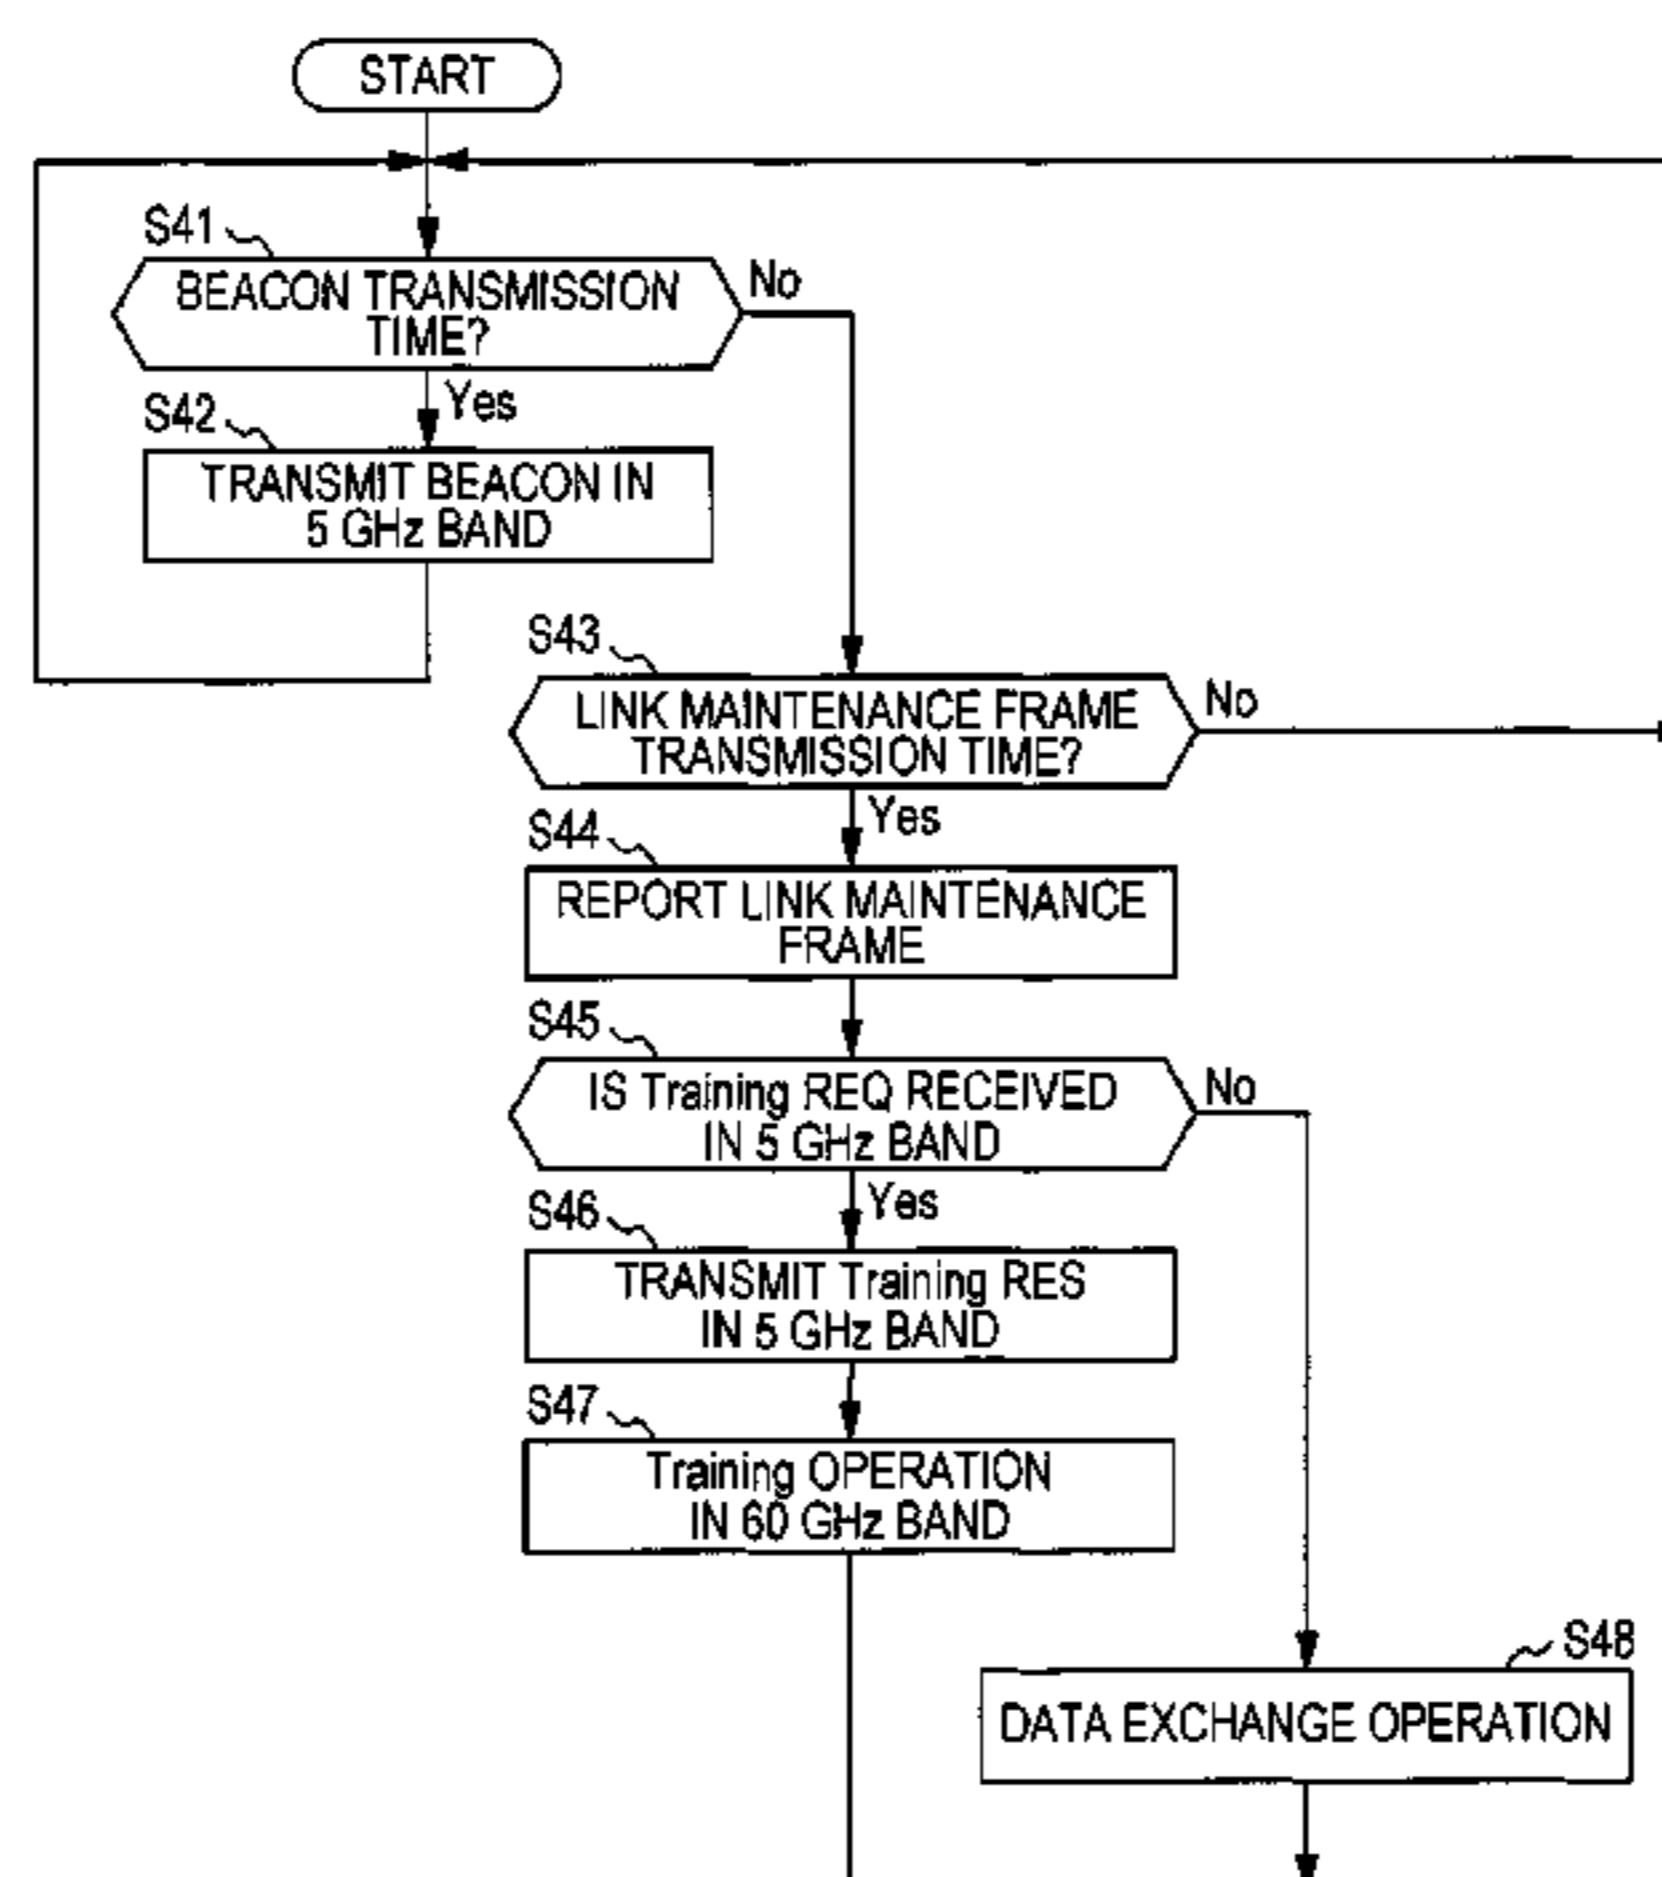 START
S41
BEACON TRANSMISSION
TIME?
No
Yes
S42
TRANSMIT BEACON IN
5 GHz BAND
S43
LINK MAINTENANCE FRAME
TRANSMISSION TIME?
No
Yes
S44
REPORT LINK MAINTENANCE
FRAME
S45
IS Training REQ RECEIVED
IN 5 GHz BAND
No
Yes
S46
TRANSMIT Training RES
IN 5 GHz BAND
S47
Training OPERATION
IN 60 GHz BAND
S48
DATA EXCHANGE OPERATION